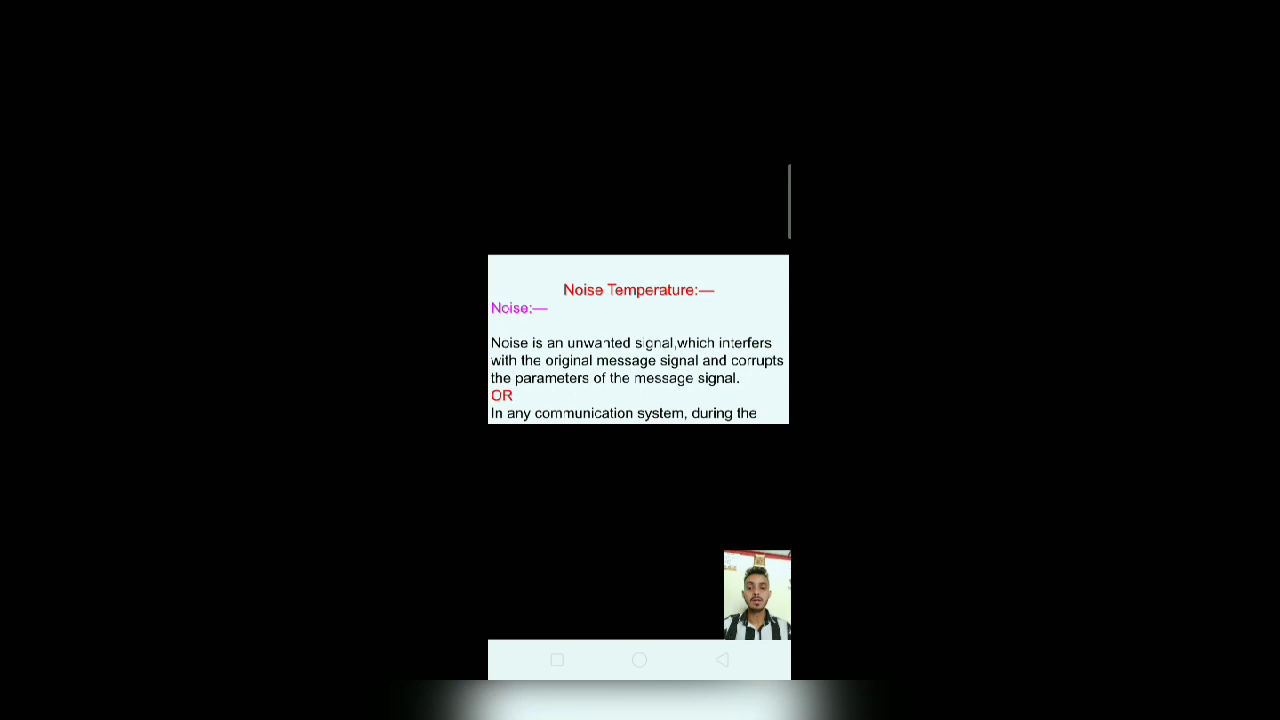 Noise Temperature:—
Noise:—
Noise is an unwanted signal,which interfers
with the original message signal and corrupts
the parameters of the message signal.
OR
In any communication system, during the